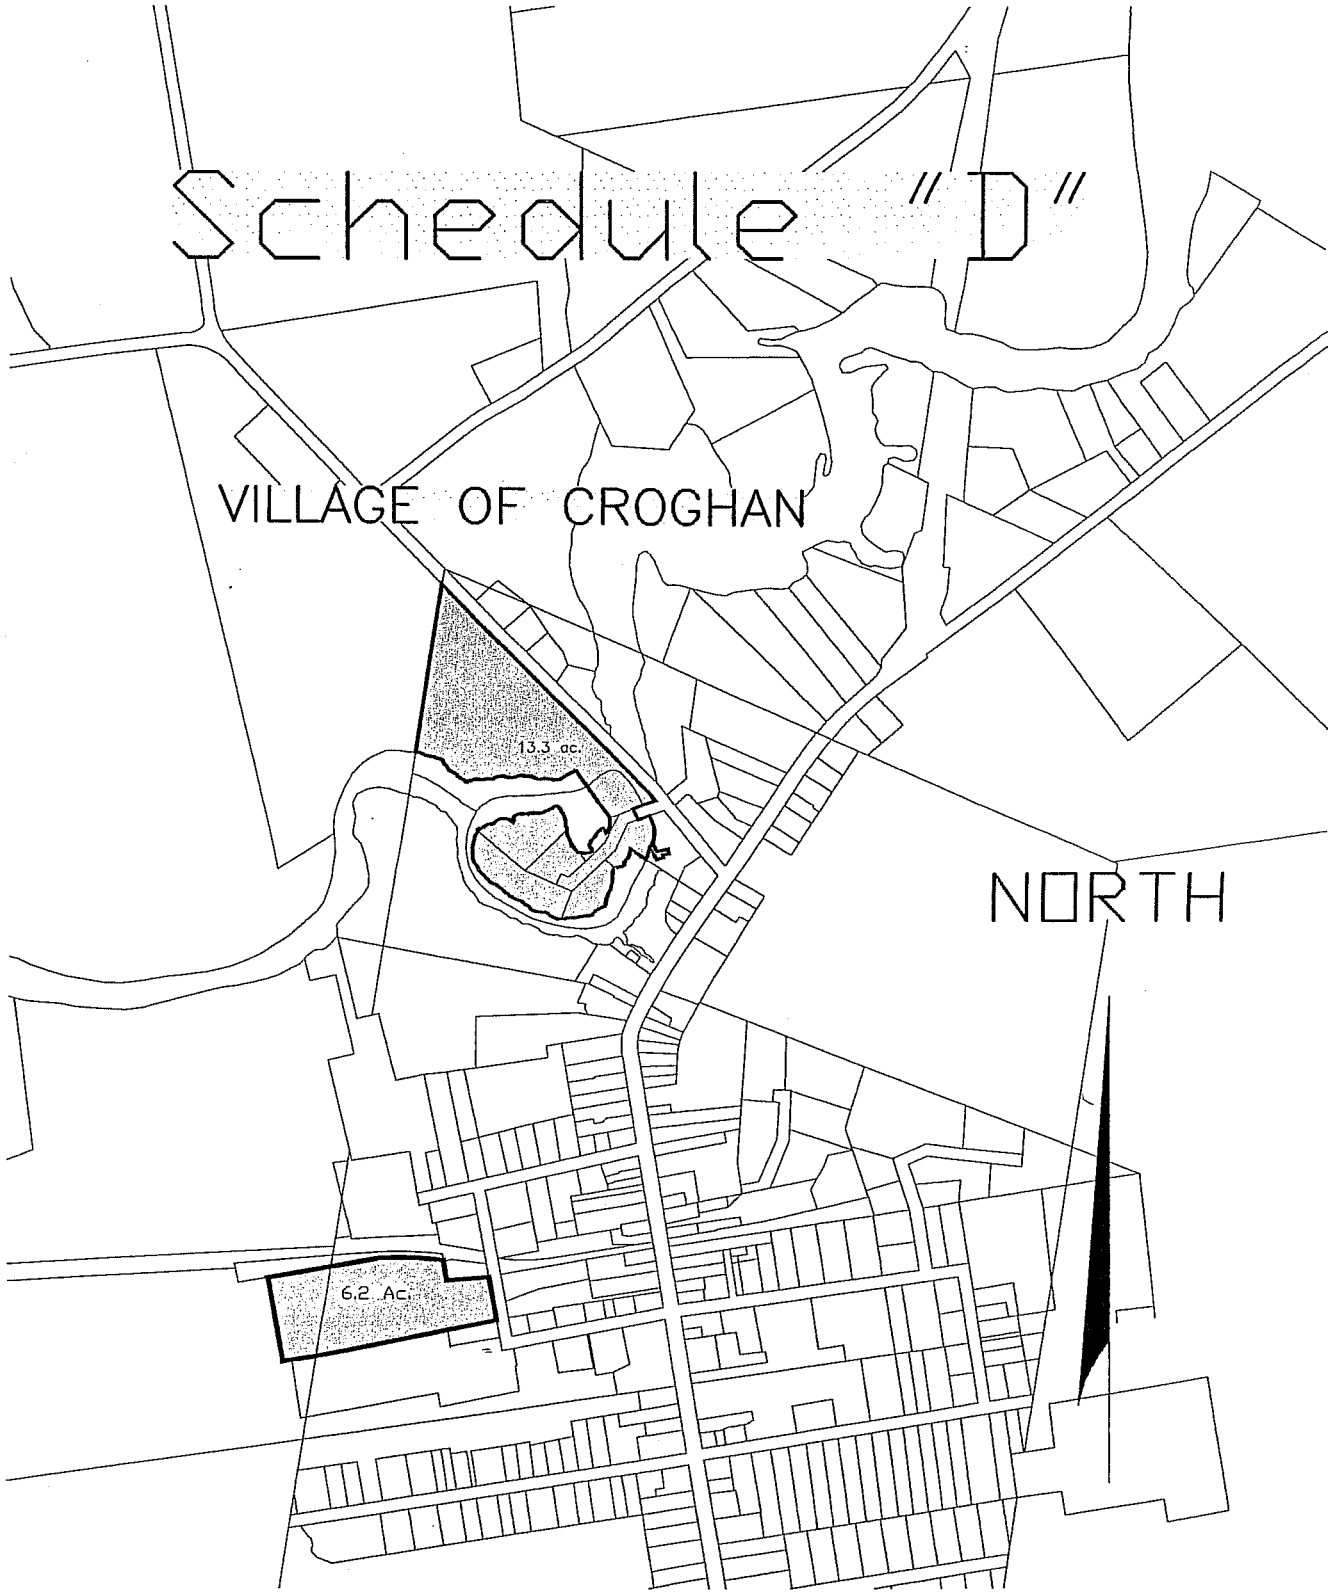 Schedule "D"
VILLAGE OF CROGHAN
13.3 ac.
NORTH
6.2 Ac.